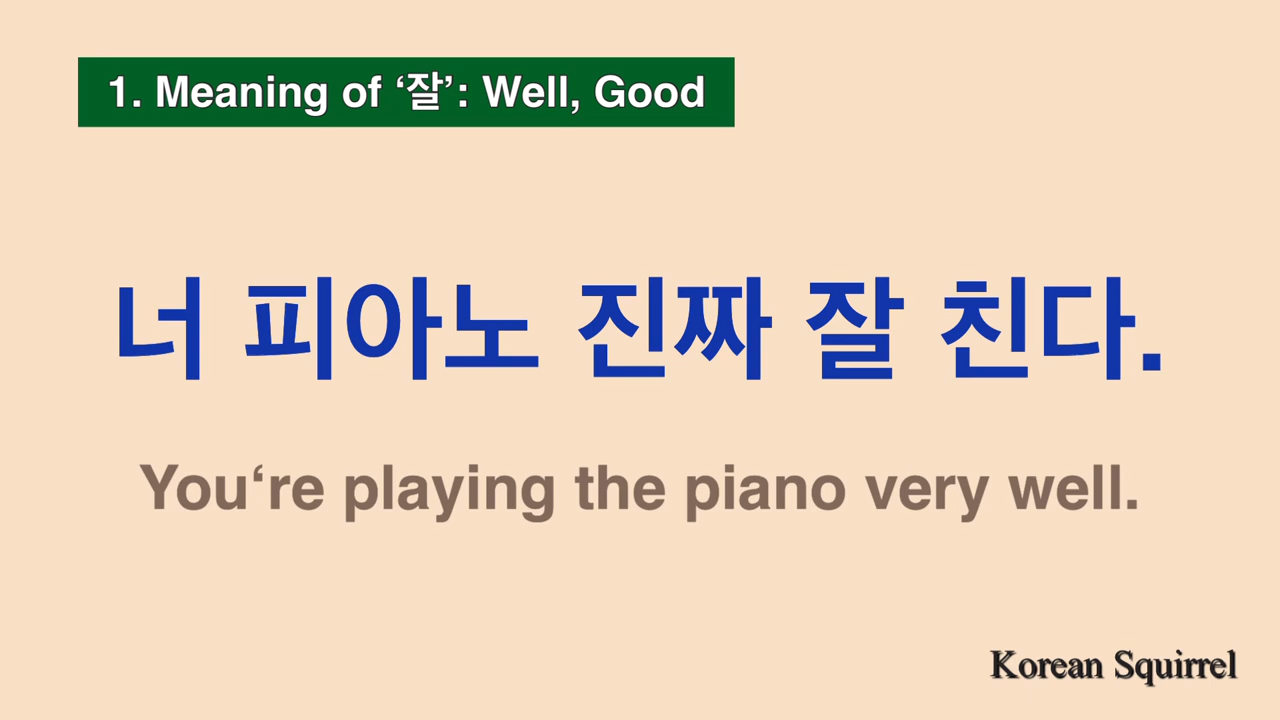 1. Meaning of ‘잘’: Well, Good
너 피아노 진짜 잘 친다.
You‘re playing the piano very well.
Korean Squirrel